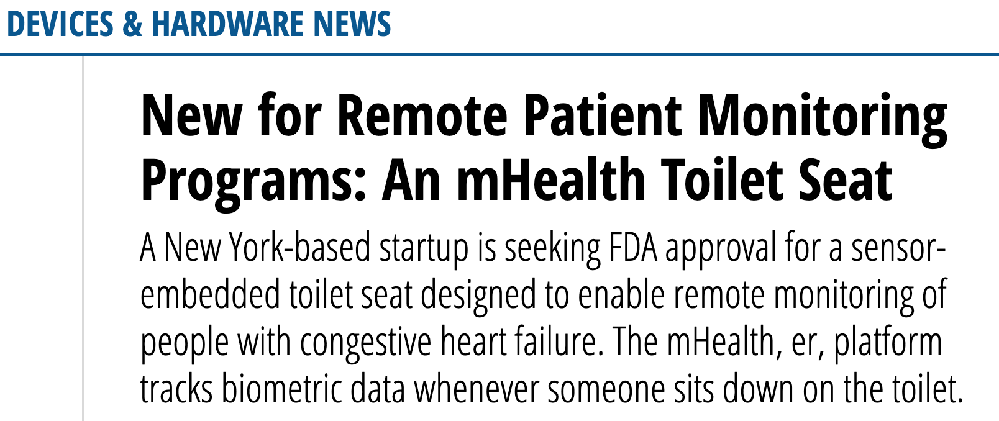 DEVICES & HARDWARE NEWS
New for Remote Patient Monitoring
Programs: An mHealth Toilet Seat
A New York-based startup is seeking FDA approval for a sensor-
embedded toilet seat designed to enable remote monitoring of
people with congestive heart failure. The mHealth, er, platform
tracks biometric data whenever someone sits down on the toilet.